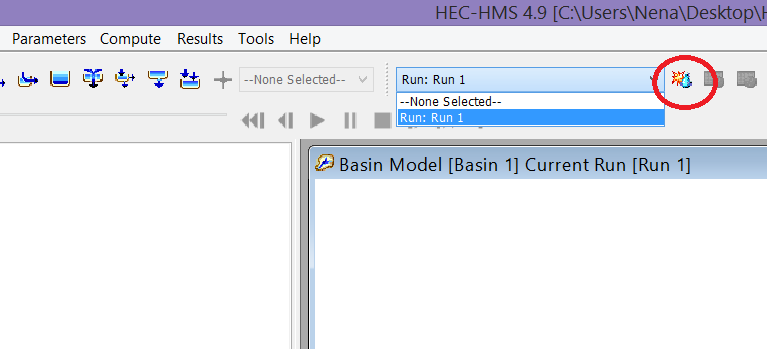 HEC-HMS 4.9 [C:\Users\Nena\Desktop\H
Parameters Compute Results Tools Help
--None Selected-- Run: Run 1
--None Selected--
Run: Run 1
Basin Model [Basin 1] Current Run [Run 1]